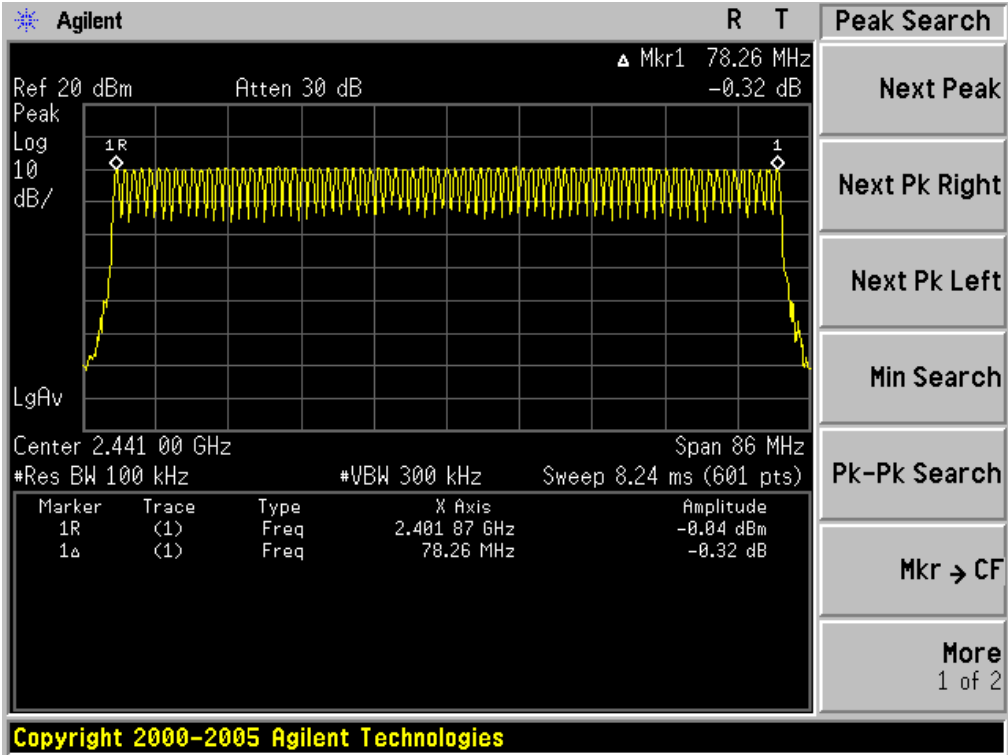 Agilent R T
Peak Search
▵ Mkr1 78.26 MHz
Ref 20 dBm Atten 30 dB -0.32 dB
Peak
Log
10
dB/
1R
1
LgAv
Center 2.441 00 GHz Span 86 MHz
#Res BW 100 kHz #VBW 300 kHz Sweep 8.24 ms (601 pts)
Marker Trace Type X Axis Amplitude
1R (1) Freq 2.401 87 GHz -0.04 dBm
1▵ (1) Freq 78.26 MHz -0.32 dB
Next Peak
Next Pk Right
Next Pk Left
Min Search
Pk-Pk Search
Mkr → CF
More
1 of 2
Copyright 2000-2005 Agilent Technologies